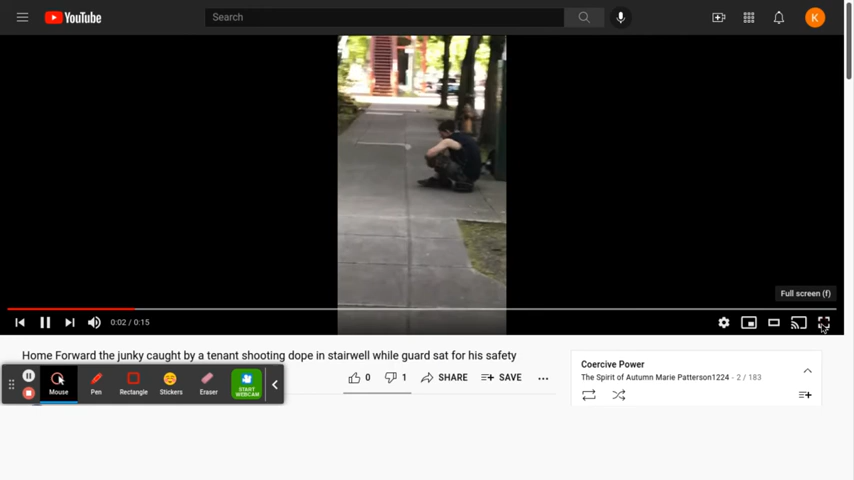 YouTube
Search
K
Full screen (f)
0:02 / 0:15
Home Forward the junky caught by a tenant shooting dope in stairwell while guard sat for his safety
0 1 SHARE SAVE ...
Coercive Power
The Spirit of Autumn Marie Patterson1224 - 2 / 183
Mouse Pen Rectangle Stickers Eraser START WEBCAM